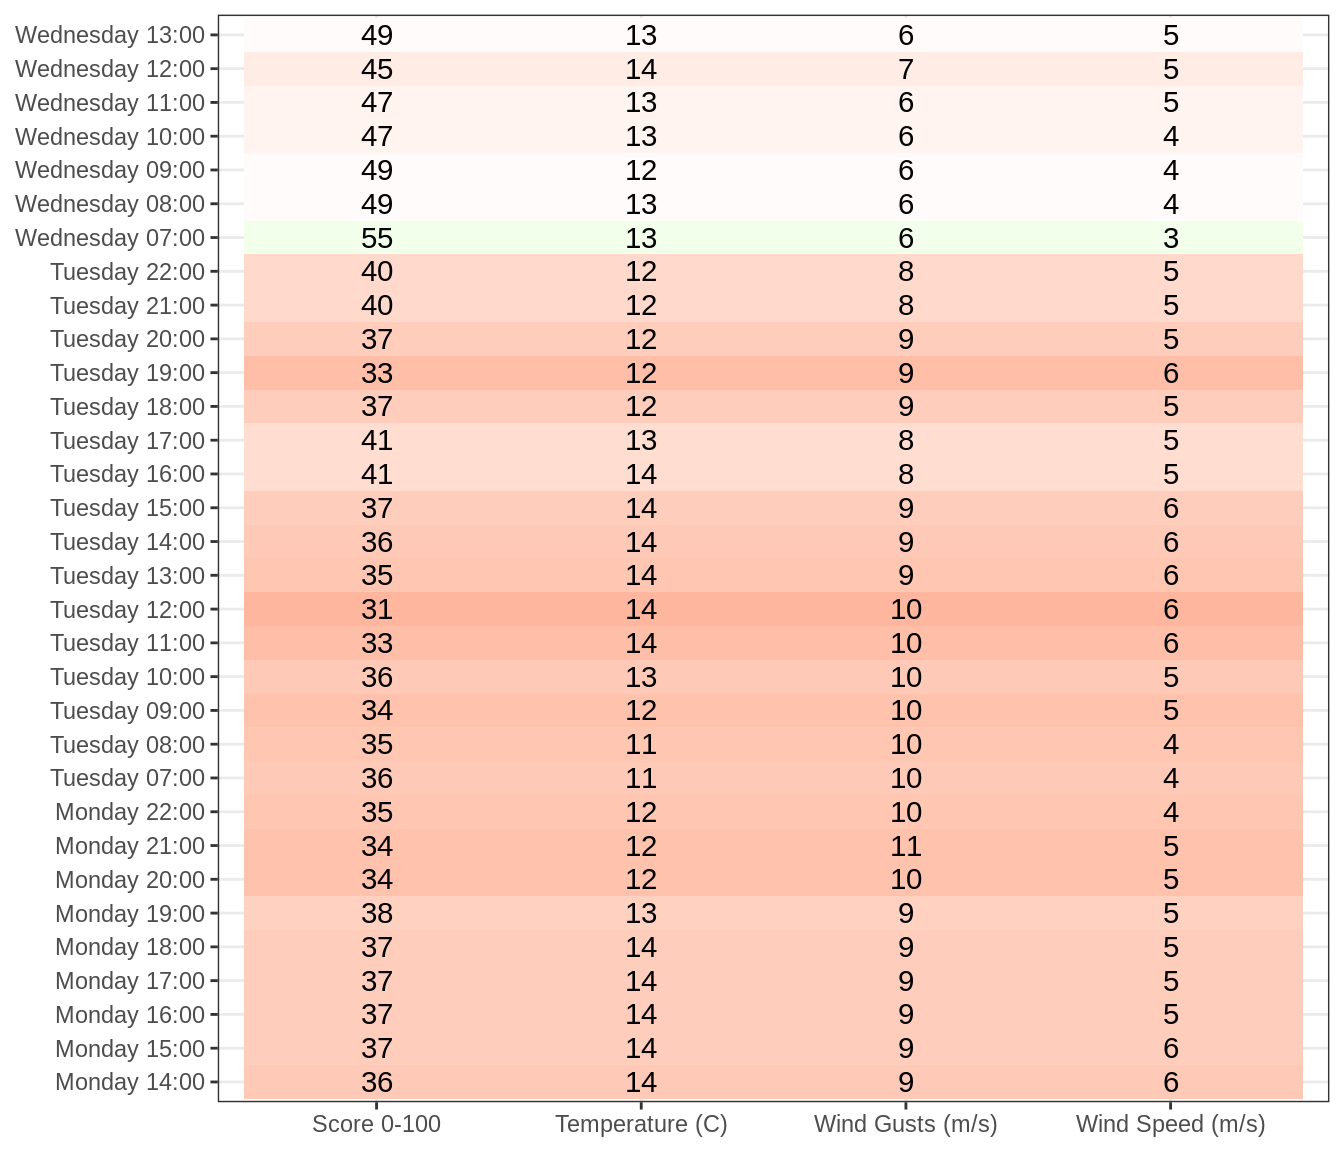 Wednesday 13:00 49 13 6 5
Wednesday 12:00 45 14 7 5
Wednesday 11:00 47 13 6 5
Wednesday 10:00 47 13 6 4
Wednesday 09:00 49 12 6 4
Wednesday 08:00 49 13 6 4
Wednesday 07:00 55 13 6 3
Tuesday 22:00 40 12 8 5
Tuesday 21:00 40 12 8 5
Tuesday 20:00 37 12 9 5
Tuesday 19:00 33 12 9 6
Tuesday 18:00 37 12 9 5
Tuesday 17:00 41 13 8 5
Tuesday 16:00 41 14 8 5
Tuesday 15:00 37 14 9 6
Tuesday 14:00 36 14 9 6
Tuesday 13:00 35 14 9 6
Tuesday 12:00 31 14 10 6
Tuesday 11:00 33 14 10 6
Tuesday 10:00 36 13 10 5
Tuesday 09:00 34 12 10 5
Tuesday 08:00 35 11 10 4
Tuesday 07:00 36 11 10 4
Monday 22:00 35 12 10 4
Monday 21:00 34 12 11 5
Monday 20:00 34 12 10 5
Monday 19:00 38 13 9 5
Monday 18:00 37 14 9 5
Monday 17:00 37 14 9 5
Monday 16:00 37 14 9 5
Monday 15:00 37 14 9 6
Monday 14:00 36 14 9 6
Score 0-100 Temperature (C) Wind Gusts (m/s) Wind Speed (m/s)